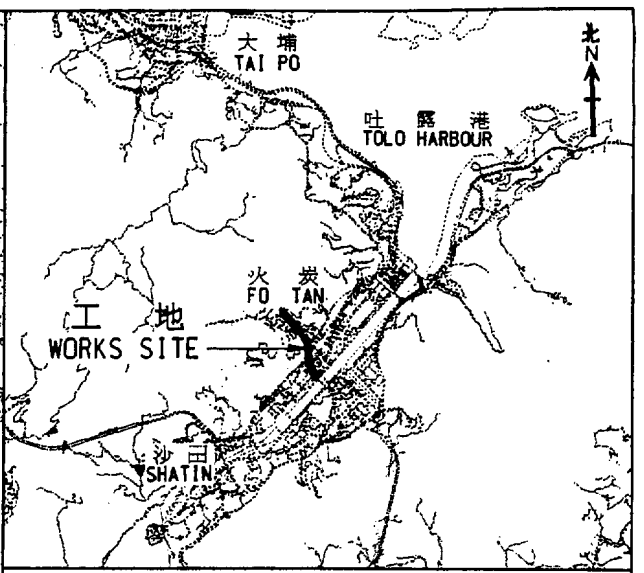 大埔
TAI PO
北
N
吐露港
TOLO HARBOUR
火炭
FO TAN
工地
WORKS SITE
沙田
SHATIN